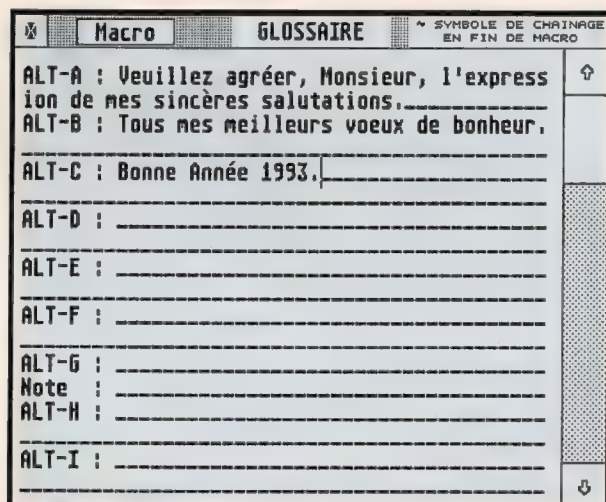 Macro GLOSSAIRE ~ SYMBOLE DE CHAINAGE
EN FIN DE MACRO
ALT-A : Veuillez agréer, Monsieur, l'express
ion de mes sincères salutations.
ALT-B : Tous mes meilleurs voeux de bonheur.
ALT-C : Bonne Année 1993.
ALT-D :
ALT-E :
ALT-F :
ALT-G :
Note :
ALT-H :
ALT-I :